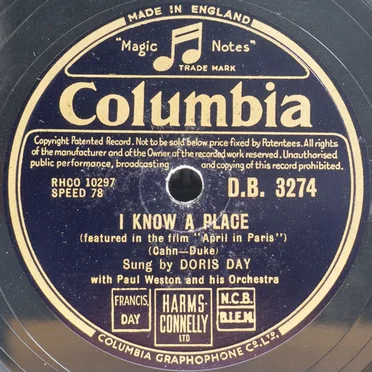 MADE IN ENGLAND
"Magic Notes"
TRADE MARK
Columbia
Copyright Patented Record. Not to be sold below price fixed by Patentees. All rights
of the manufacturer and of the Owner of the recorded work reserved. Unauthorised
public performance, broadcasting and copying of this record prohibited.
RHCO 10297 D.B. 3274
SPEED 78
I KNOW A PLACE
(featured in the film "April in Paris")
(Cahn—Duke)
Sung by DORIS DAY
with Paul Weston and his Orchestra
FRANCIS, DAY
HARMS-CONNELLY LTD
N.C.B. B.I.E.M.
COLUMBIA GRAPHOPHONE CO. LTD.